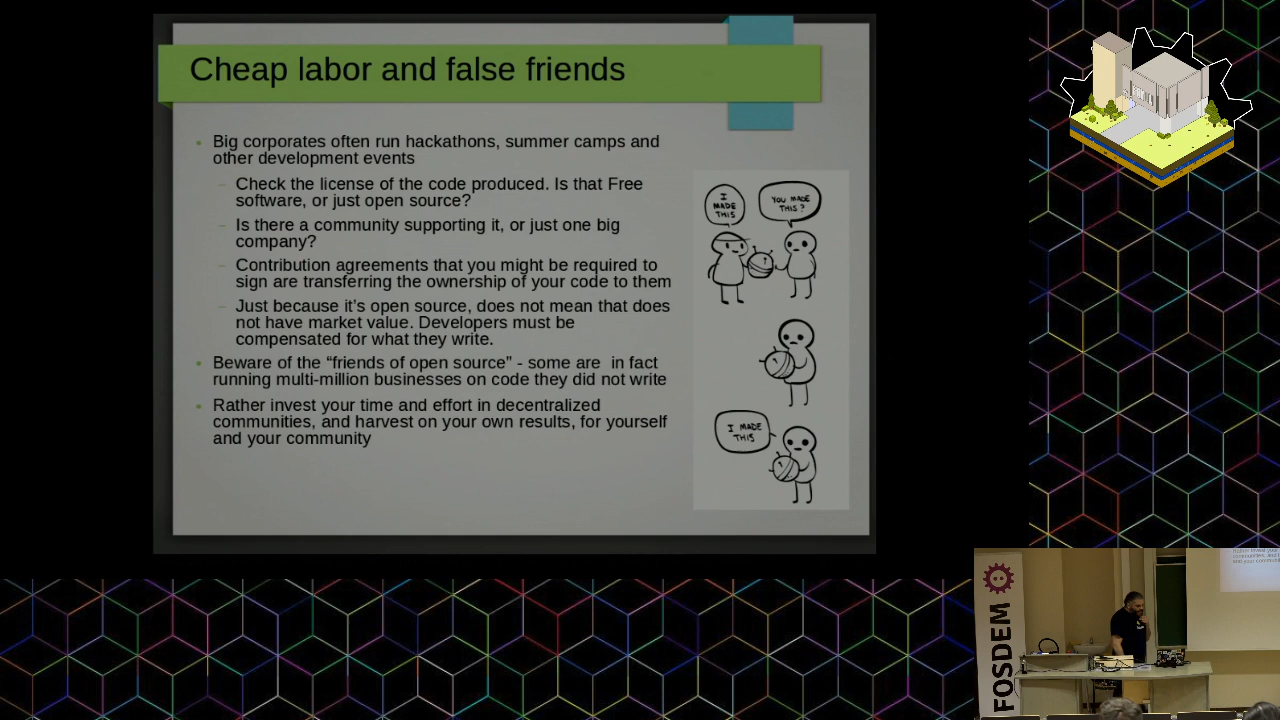 Cheap labor and false friends
Big corporates often run hackathons, summer camps and
other development events
Check the license of the code produced. Is that Free
software, or just open source?
Is there a community supporting it, or just one big
company?
Contribution agreements that you might be required to
sign are transferring the ownership of your code to them
Just because it’s open source, does not mean that does
not have market value. Developers must be
compensated for what they write.
Beware of the “friends of open source” - some are  in fact
running multi-million businesses on code they did not write
Rather invest your time and effort in decentralized
communities, and harvest on your own results, for yourself
and your community
I
MADE
THIS
YOU MADE
THIS?
I MADE
THIS
FOSDEM